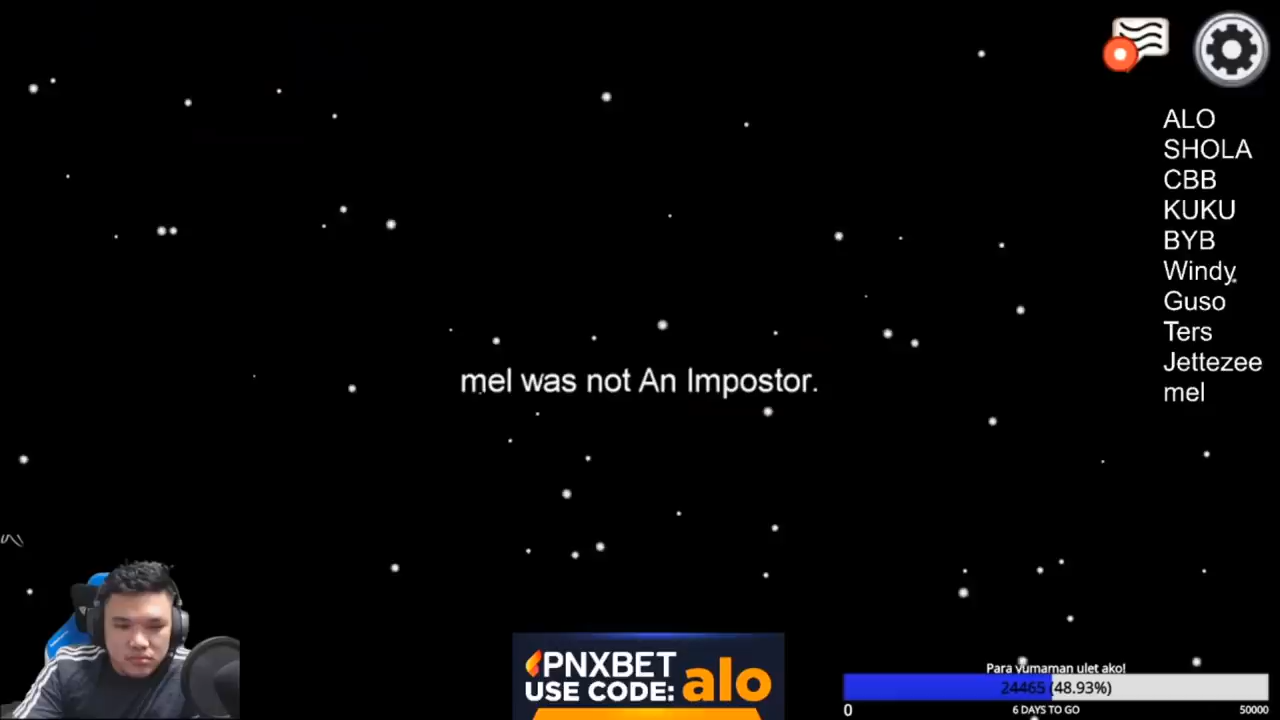 ALO
SHOLA
CBB
KUKU
BYB
Windy
Guso
Ters
Jettezee
mel
mel was not An Impostor.
PNXBET
USE CODE: alo
Para yumaman ulet ako!
24465 (48.93%)
0 6 DAYS TO GO 50000